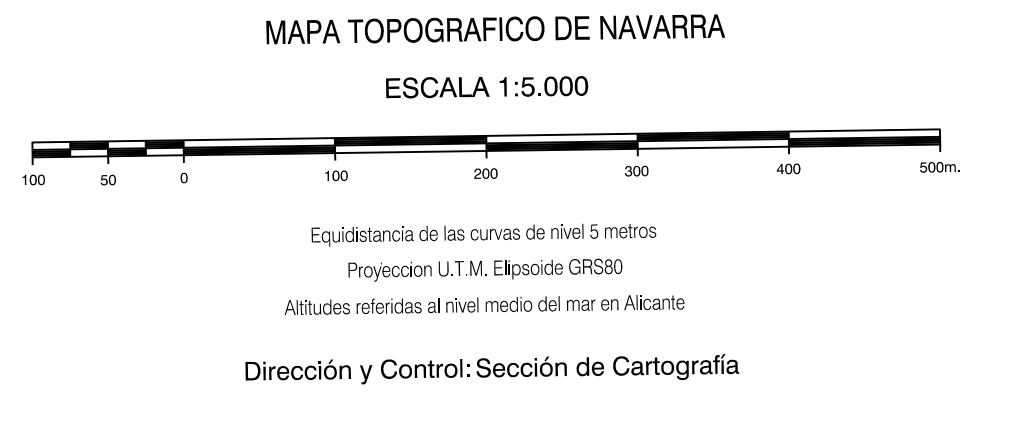 MAPA TOPOGRAFICO DE NAVARRA
ESCALA 1:5.000
100 50 0 100 200 300 400 500m.
Equidistancia de las curvas de nivel 5 metros
Proyeccion U.T.M. Elipsoide GRS80
Altitudes referidas al nivel medio del mar en Alicante
Dirección y Control: Sección de Cartografía